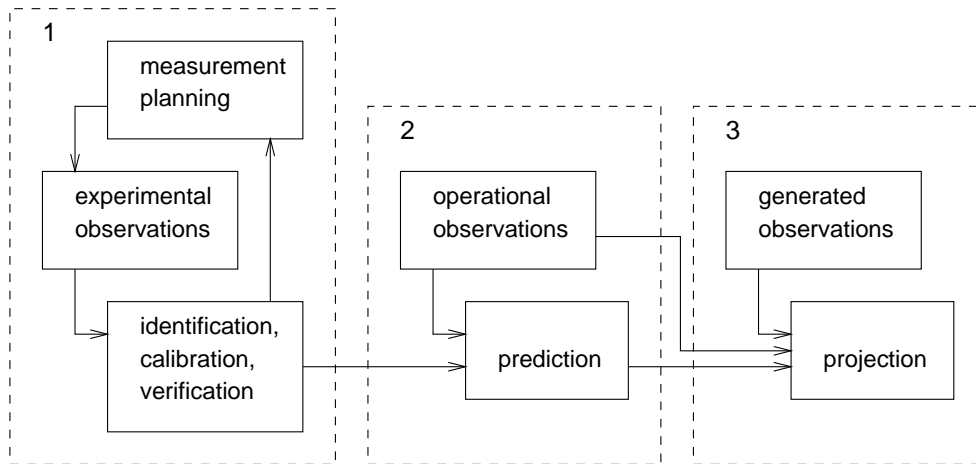 1
measurement
planning
experimental
observations
identification,
calibration,
verification
2
operational
observations
prediction
3
generated
observations
projection